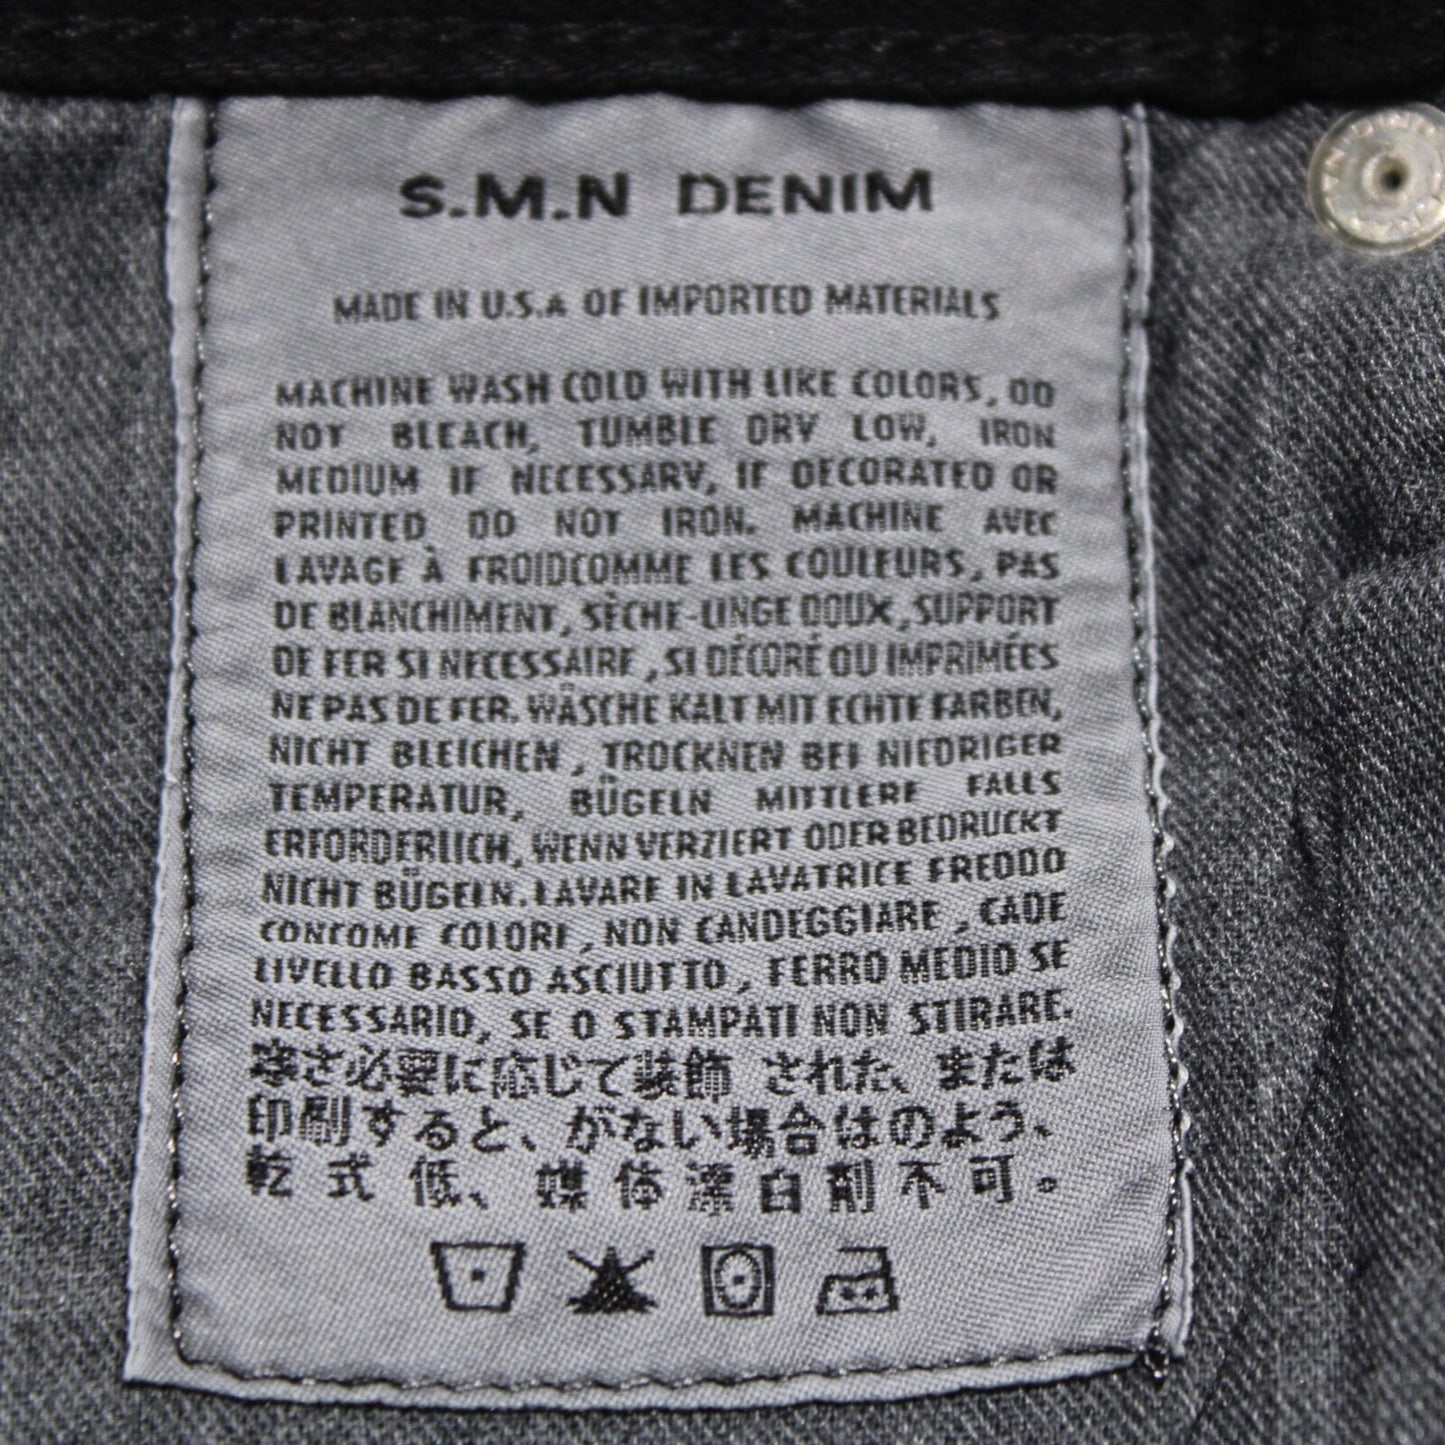 S.M.N DENIM
MADE IN U.S.A OF IMPORTED MATERIALS
MACHINE WASH COLD WITH LIKE COLORS, DO
NOT BLEACH, TUMBLE DRY LOW, IRON
MEDIUM IF NECESSARY, IF DECORATED OR
PRINTED DO NOT IRON. MACHINE AVEC
LAVAGE À FROIDCOMME LES COULEURS, PAS
DE BLANCHIMENT, SÈCHE-LINGE DOUX, SUPPORT
DE FER SI NECESSAIRE, SI DÉCORÉ OU IMPRIMÉES
NE PAS DE FER. WÄSCHE KALT MIT ECHTE FARBEN,
NICHT BLEICHEN, TROCKNEN BEI NIEDRIGER
TEMPERATUR, BÜGELN MITTLERE FALLS
ERFORDERLICH, WENN VERZIERT ODER BEDRUCKT
NICHT BÜGELN. LAVARE IN LAVATRICE FREDDO
CONCOME COLORI, NON CANDEGGIARE, CADE
LIVELLO BASSO ASCIUTTO, FERRO MEDIO SE
NECESSARIO, SE O STAMPATI NON STIRARE.
さ必要に応じて装飾 された、または
印刷すると、がない場合はのよう、
乾式低、媒体潔白剤不可。